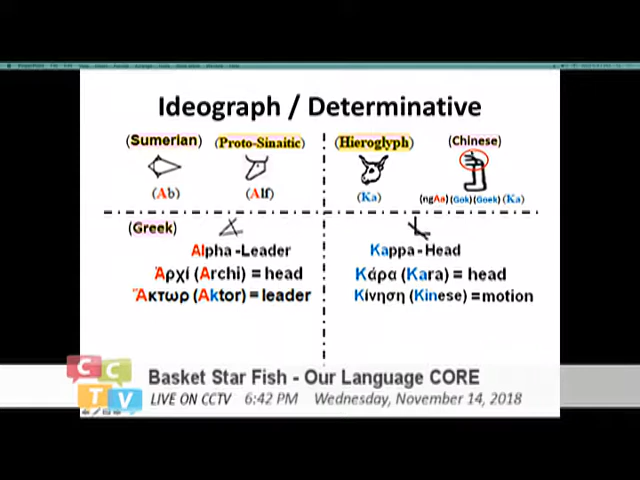 Ideograph / Determinative
(Sumerian) (Proto-Sinaitic) (Hieroglyph) (Chinese)
(Ab) (Alf) (Ka) (ngAa) (Gok) (Goek) (Ka)
(Greek)
Alpha -Leader
Ἀρχί (Archi) = head
Ἄκτωρ (Aktor) = leader
Kappa-Head
Κάρα (Kara) = head
Κίνηση (Kinese) =motion
CCTV
Basket Star Fish - Our Language CORE
LIVE ON CCTV 6:42 PM Wednesday, November 14, 2018